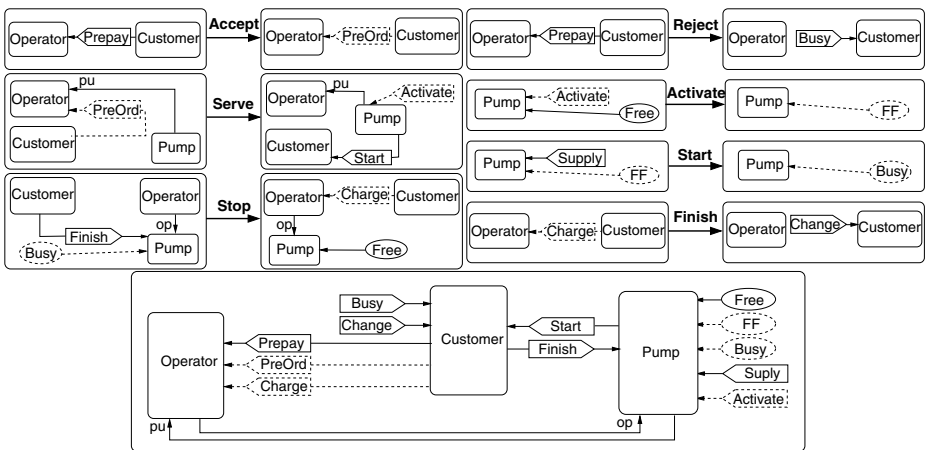 Operator Prepay Customer Accept Operator PreOrd Customer
Operator Prepay Customer Reject Operator Busy Customer
pu
Operator
PreOrd
Customer
Pump
Serve
pu
Operator
Activate
Pump
Customer
Start
Pump
Activate
Free
Activate
Pump
FF
Pump
Supply
FF
Start
Pump
Busy
Customer
Operator
Finish
op
Busy
Pump
Stop
Operator
Charge
Customer
op
Pump
Free
Operator Charge Customer Finish Operator Change Customer
Busy
Change
Customer
Operator
Prepay
PreOrd
Charge
Start
Finish
Pump
Free
FF
Busy
Suply
Activate
pu
op